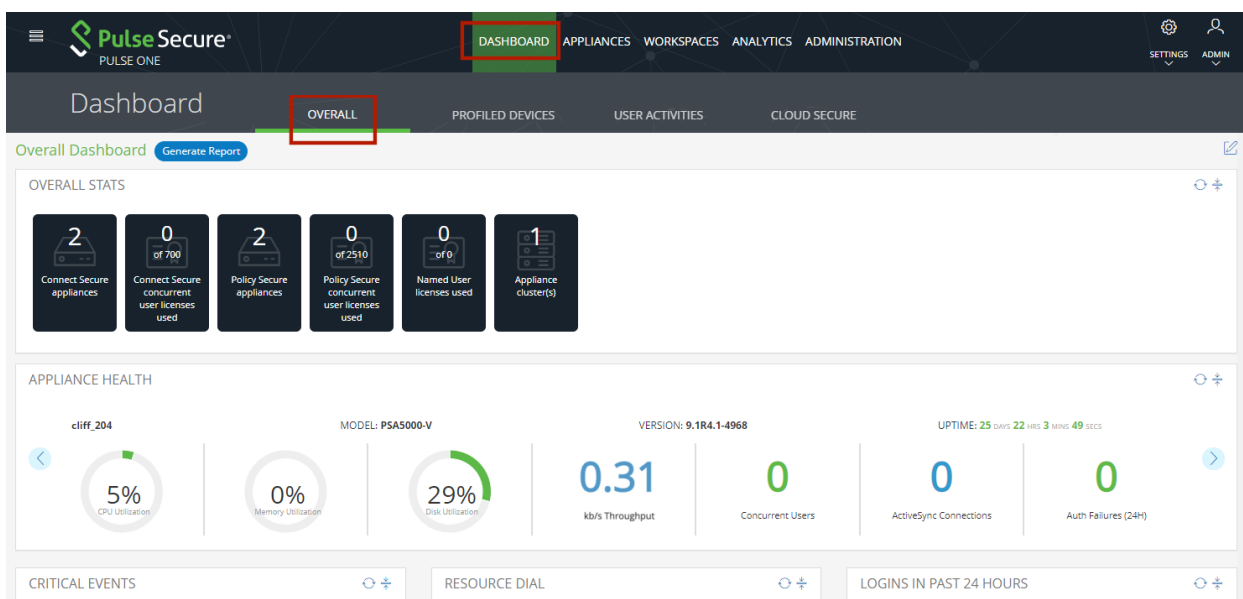 Pulse Secure®
PULSE ONE
DASHBOARD APPLIANCES WORKSPACES ANALYTICS ADMINISTRATION
SETTINGS ADMIN
Dashboard
OVERALL PROFILED DEVICES USER ACTIVITIES CLOUD SECURE
Overall Dashboard Generate Report
OVERALL STATS
2
Connect Secure
appliances
0
of 700
Connect Secure
concurrent
user licenses
used
2
Policy Secure
appliances
0
of 2510
Policy Secure
concurrent
user licenses
used
0
of 0
Named User
licenses used
1
Appliance
cluster(s)
APPLIANCE HEALTH
cliff_204 MODEL: PSA5000-V VERSION: 9.1R4.1-4968 UPTIME: 25 DAYS 22 HRS 3 MINS 49 SECS
5%
CPU Utilization
0%
Memory Utilization
29%
Disk Utilization
0.31
kb/s Throughput
0
Concurrent Users
0
ActiveSync Connections
0
Auth Failures (24H)
CRITICAL EVENTS RESOURCE DIAL LOGINS IN PAST 24 HOURS